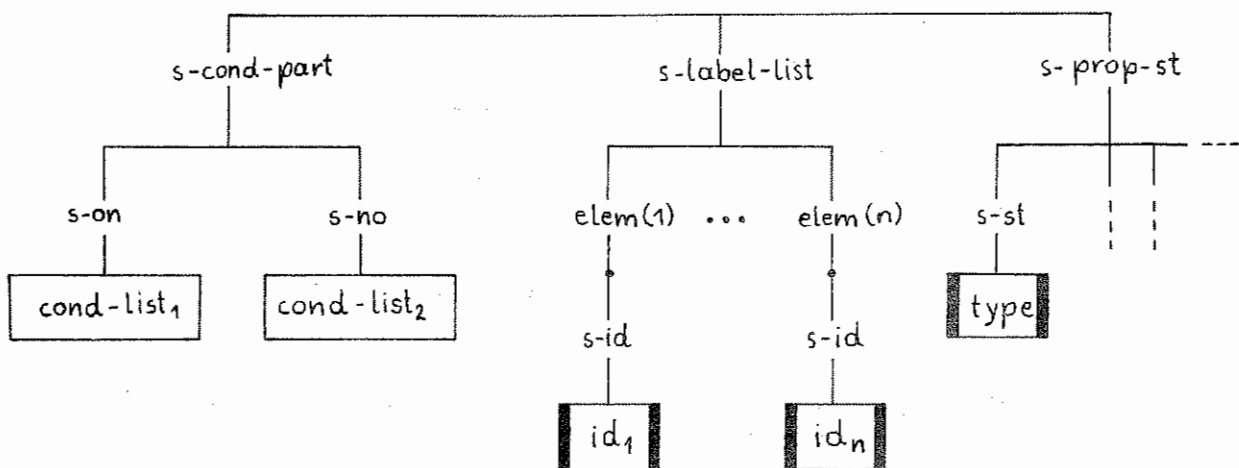 s-cond-part s-label-list s-prop-st
s-on s-no elem(1) ... elem(n) s-st
cond-list₁ cond-list₂ type
s-id s-id
id₁ idₙ